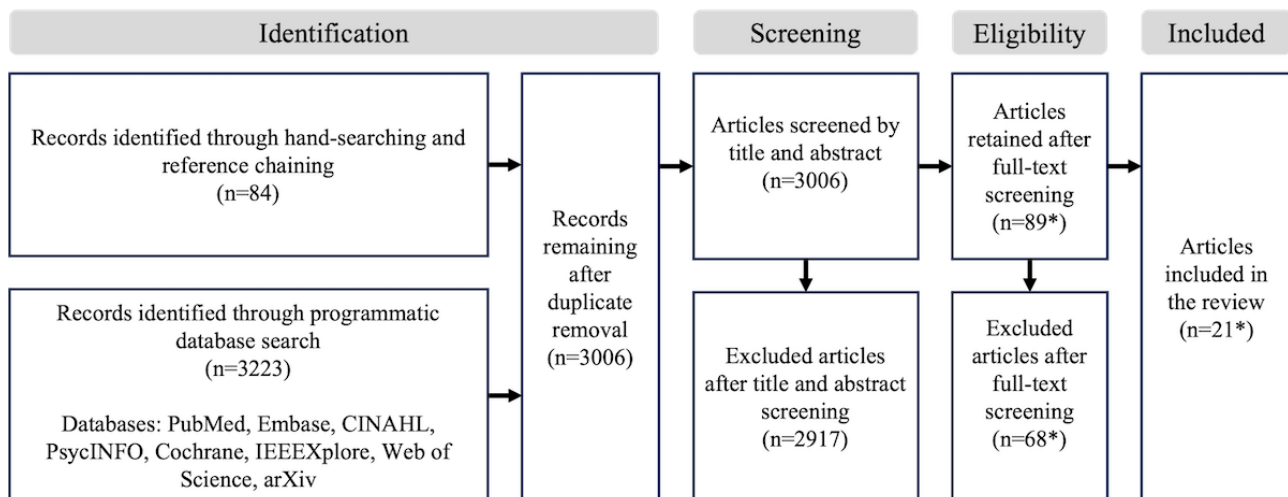 Identification
Screening
Eligibility
Included
Records identified through hand-searching and
reference chaining
(n=84)
Records identified through programmatic
database search
(n=3223)
Databases: PubMed, Embase, CINAHL,
PsycINFO, Cochrane, IEEEXplore, Web of
Science, arXiv
Records
remaining
after
duplicate
removal
(n=3006)
Articles screened by
title and abstract
(n=3006)
Excluded articles
after title and abstract
screening
(n=2917)
Articles
retained after
full-text
screening
(n=89*)
Excluded
articles after
full-text
screening
(n=68*)
Articles
included in
the review
(n=21*)